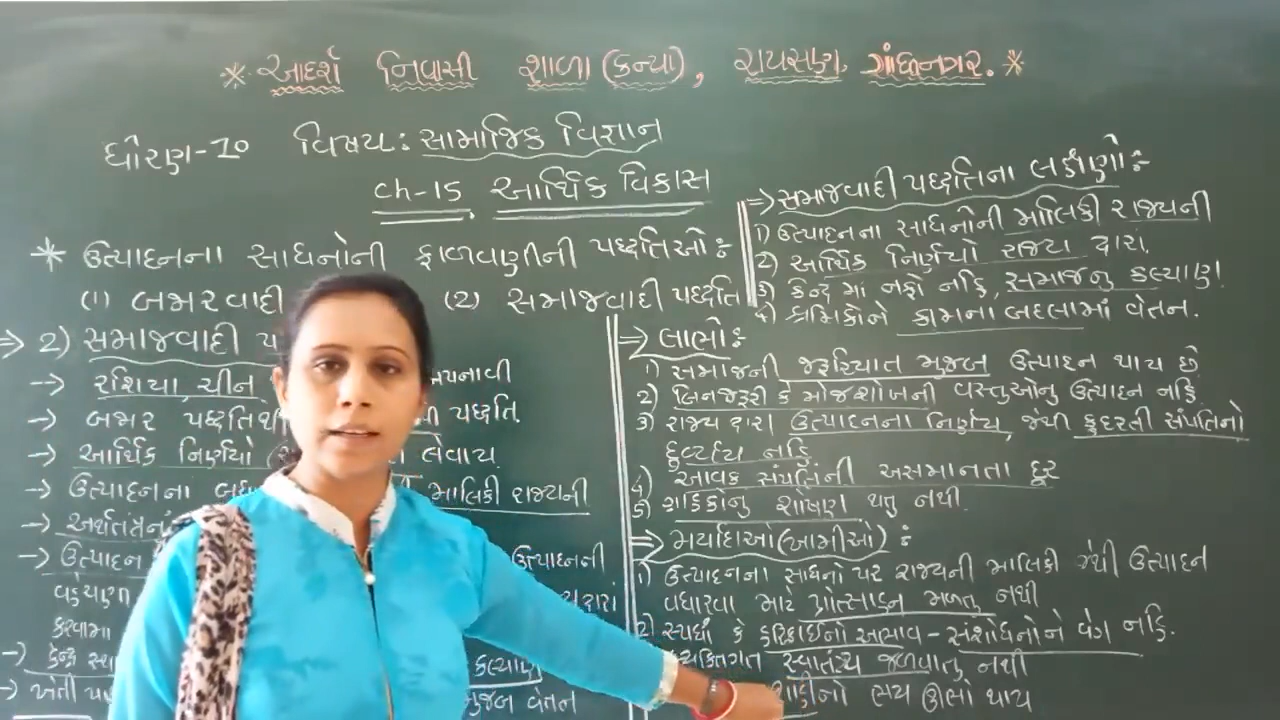 * આદર્શ નિવાસી શાળા (કન્યા), રાયસણ, ગાંધીનગર. *
ધોરણ-10 વિષય: સામાજિક વિજ્ઞાન
ch-15 આર્થિક વિકાસ
* ઉત્પાદનના સાધનોની ફાળવણીની પધ્ધતિઓ:
(1) બજારવાદી (2) સમાજવાદી પધ્ધતિ
⇒ 2) સમાજવાદી
→ રશિયા, ચીન અપનાવી
→ બજાર પધ્ધતિથી પધ્ધતિ.
→ આર્થિક નિર્ણયો લેવાય
→ ઉત્પાદનના માલિકી રાજ્યની
→ અર્થતંત્રનું
→ ઉત્પાદન ઉત્પાદનની
વહેંચણી દ્વારા
કરવામા
→ કેન્દ્ર કલ્યાણ
→ ખેતી મુજબ વેતન
⇒ સમાજવાદી પધ્ધતિના લક્ષણો:-
1) ઉત્પાદનના સાધનોની માલિકી રાજ્યની
2) આર્થિક નિર્ણયો રાજ્ય દ્વારા.
3) કેન્દ્રમાં નફો નહિ, સમાજનુ કલ્યાણ
૪) શ્રમિકોને કામના બદલામાં વેતન.
⇒ લાભો:
1) સમાજની જરૂરિયાત મુજબ ઉત્પાદન થાય છે
2) બિનજરૂરી કે મોજશોખની વસ્તુઓનુ ઉત્પાદન નહિ.
3) રાજ્ય દ્વારા ઉત્પાદનના નિર્ણય, જેથી કુદરતી સંપતિનો
દુર્વ્યય નહિ
4) આવક સંપતિની અસમાનતા દૂર
5) ગ્રાહકોનુ શોષણ થતુ નથી.
⇒ મર્યાદાઓ (ખામીઓ) :
1) ઉત્પાદનના સાધનો પર રાજ્યની માલિકી જેથી ઉત્પાદન
વધારવા માટે પ્રોત્સાહન મળતુ નથી
2) સ્પર્ધા કે હરિફાઈનો અભાવ - સંશોધનોને વેગ નહિ.
વ્યક્તિગત સ્વાતંત્ર્ય જળવાતુ નથી
ભય ઊભો થાય